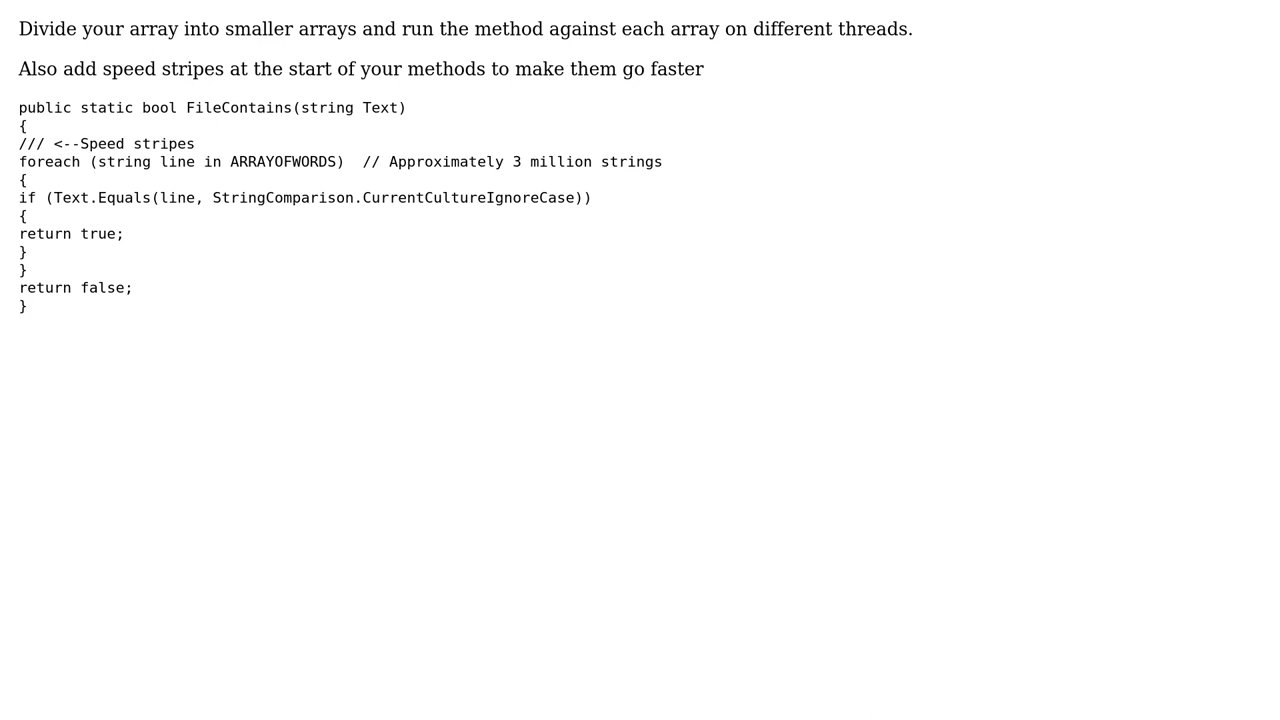 Divide your array into smaller arrays and run the method against each array on different threads.
Also add speed stripes at the start of your methods to make them go faster
public static bool FileContains(string Text)
{
/// <--Speed stripes
foreach (string line in ARRAYOFWORDS)  // Approximately 3 million strings
{
if (Text.Equals(line, StringComparison.CurrentCultureIgnoreCase))
{
return true;
}
}
return false;
}